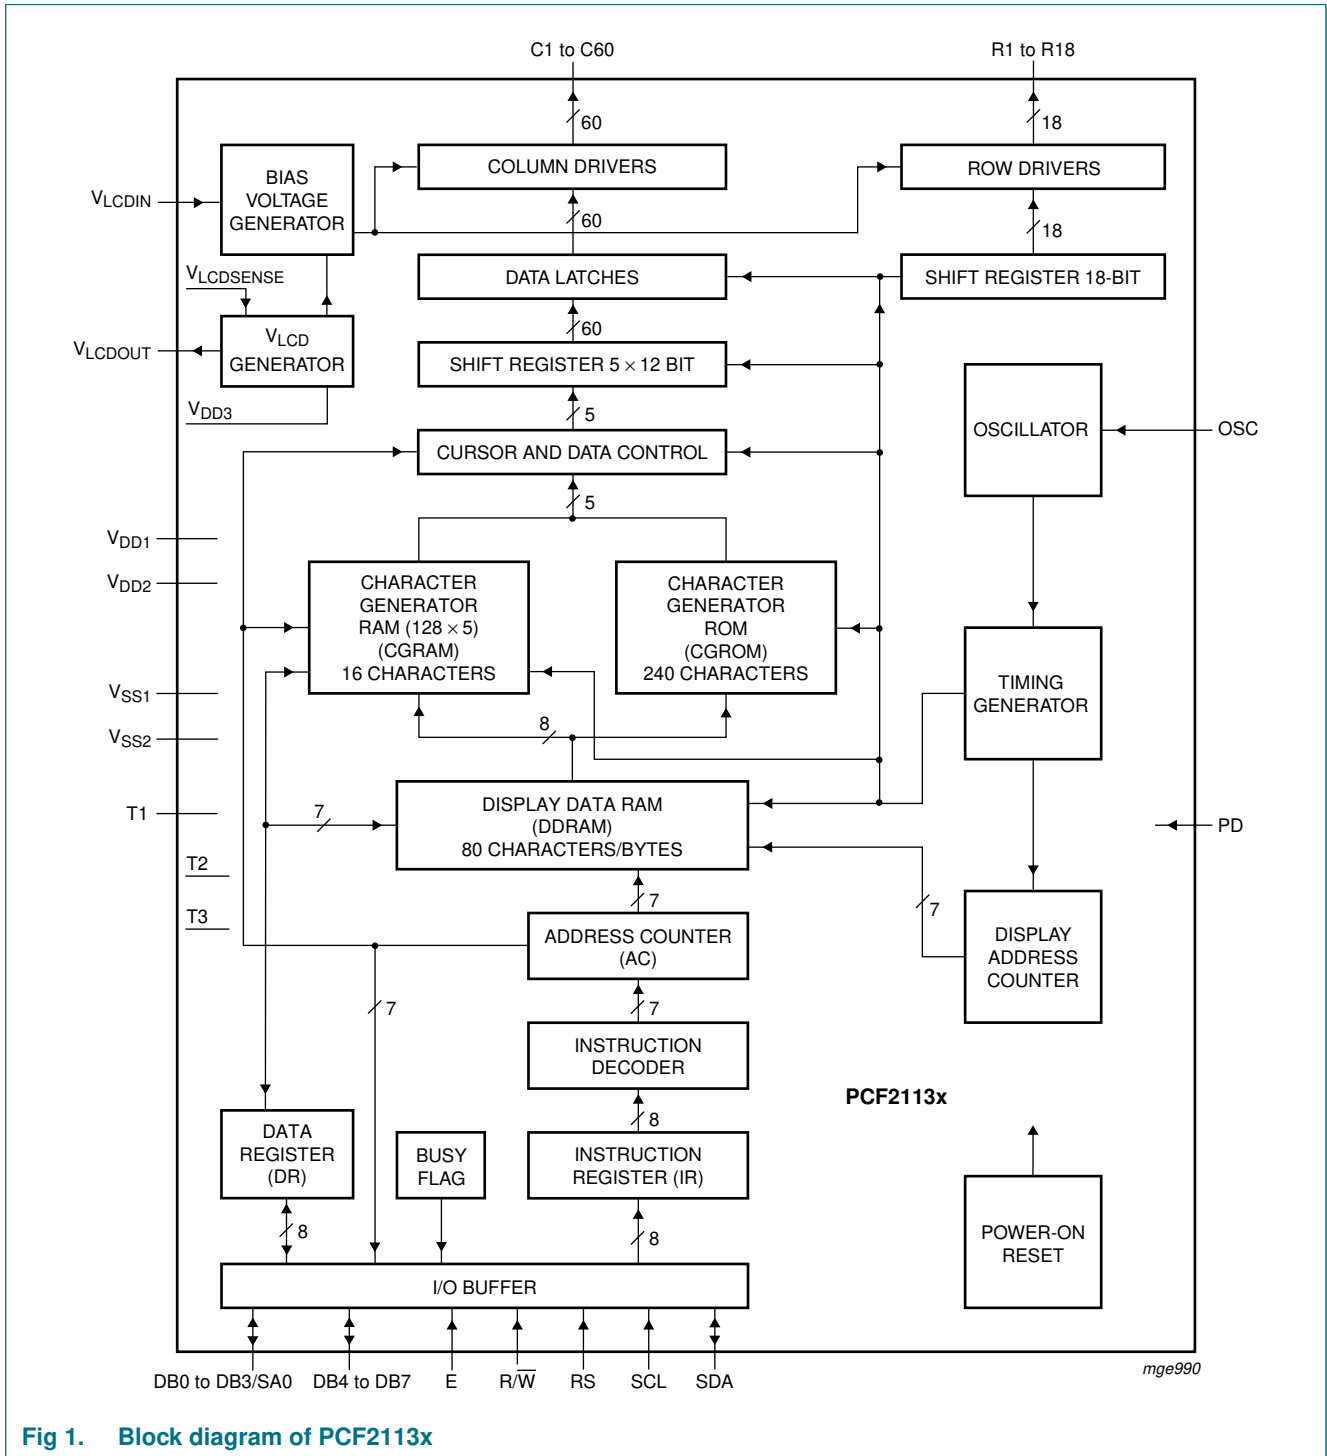 C1 to C60
R1 to R18
60
18
BIAS
VOLTAGE
GENERATOR
COLUMN DRIVERS
ROW DRIVERS
VLCDIN
60
18
VLCDSENSE
DATA LATCHES
SHIFT REGISTER 18-BIT
60
VLCD
GENERATOR
VLCDOUT
SHIFT REGISTER 5 × 12 BIT
VDD3
5
OSCILLATOR
OSC
CURSOR AND DATA CONTROL
5
VDD1
VDD2
CHARACTER
GENERATOR
RAM (128 × 5)
(CGRAM)
16 CHARACTERS
CHARACTER
GENERATOR
ROM
(CGROM)
240 CHARACTERS
TIMING
GENERATOR
VSS1
VSS2
8
T1
7
DISPLAY DATA RAM
(DDRAM)
80 CHARACTERS/BYTES
PD
T2
7
7
T3
ADDRESS COUNTER
(AC)
DISPLAY
ADDRESS
COUNTER
7
7
INSTRUCTION
DECODER
PCF2113x
8
DATA
REGISTER
(DR)
BUSY
FLAG
INSTRUCTION
REGISTER (IR)
8
8
POWER-ON
RESET
I/O BUFFER
DB0 to DB3/SA0
DB4 to DB7
E
R/W̅
RS
SCL
SDA
mge990
Fig 1. Block diagram of PCF2113x